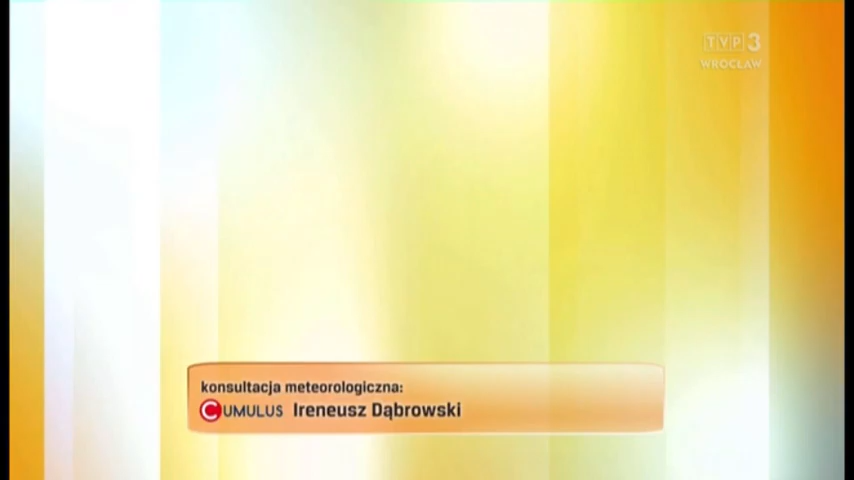 TVP3
WROCŁAW
konsultacja meteorologiczna:
CUMULUS Ireneusz Dąbrowski